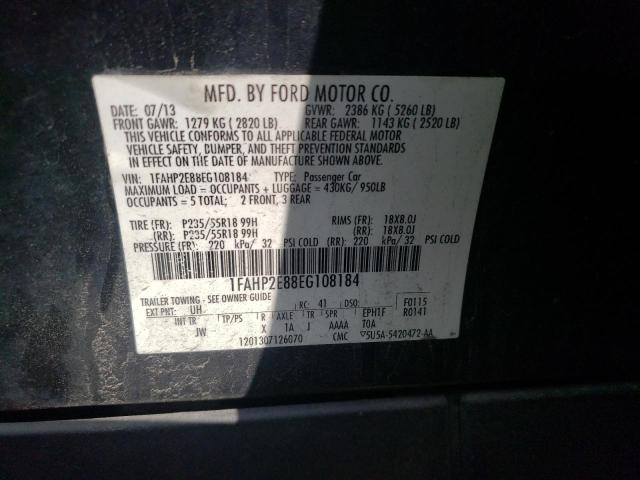 MFD. BY FORD MOTOR CO.
DATE: 07/13 GVWR: 2386 KG ( 5260 LB)
FRONT GAWR: 1279 KG ( 2820 LB) REAR GAWR: 1143 KG ( 2520 LB)
THIS VEHICLE CONFORMS TO ALL APPLICABLE FEDERAL MOTOR
VEHICLE SAFETY, BUMPER, AND THEFT PREVENTION STANDARDS
IN EFFECT ON THE DATE OF MANUFACTURE SHOWN ABOVE.
VIN: 1FAHP2E88EG108184 TYPE: Passenger Car
MAXIMUM LOAD = OCCUPANTS + LUGGAGE = 430KG/ 950LB
OCCUPANTS = 5 TOTAL; 2 FRONT, 3 REAR
TIRE (FR): P235/55R18 99H RIMS (FR): 18X8.0J
(RR): P235/55R18 99H (RR): 18X8.0J
PRESSURE (FR): 220 kPa/ 32 PSI COLD (RR): 220 kPa/ 32 PSI COLD
1FAHP2E88EG108184
TRAILER TOWING - SEE OWNER GUIDE
EXT PNT: UH RC: 41 DSO: F0115
INT TR TP/PS R AXLE TR SPR EPH1F R0141
JW X 1A J AAAA TOA
1201307126070 CMC 5U5A-5420472-AA